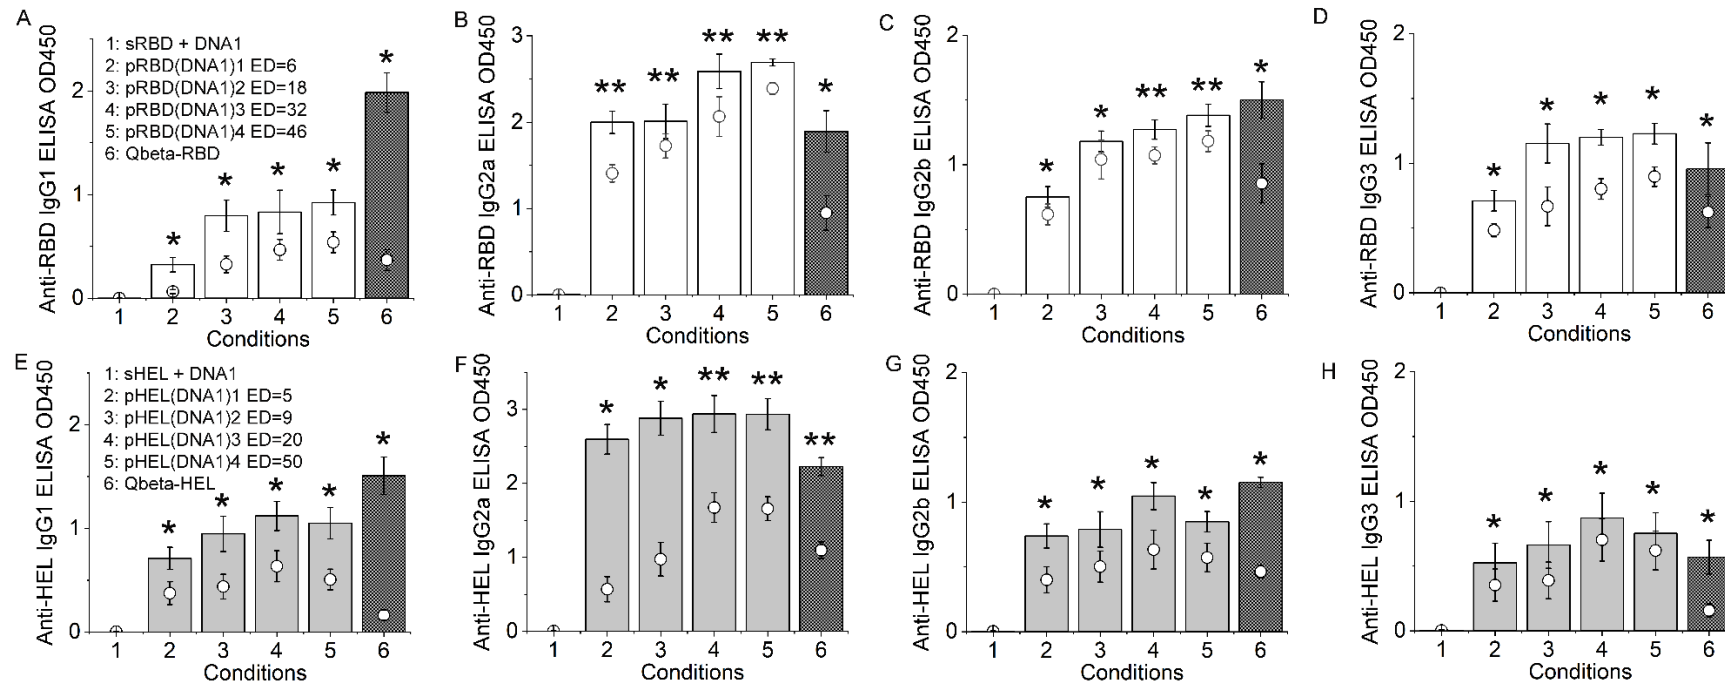 A
Anti-RBD IgG1 ELISA OD450
1: sRBD + DNA1
2: pRBD(DNA1)1 ED=6
3: pRBD(DNA1)2 ED=18
4: pRBD(DNA1)3 ED=32
5: pRBD(DNA1)4 ED=46
6: Qbeta-RBD
2
1
0
* * * * *
1 2 3 4 5 6
Conditions
B
Anti-RBD IgG2a ELISA OD450
3
2
1
0
** ** ** ** *
1 2 3 4 5 6
Conditions
C
Anti-RBD IgG2b ELISA OD450
2
1
0
* * ** ** *
1 2 3 4 5 6
Conditions
D
Anti-RBD IgG3 ELISA OD450
2
1
0
* * * * *
1 2 3 4 5 6
Conditions
E
Anti-HEL IgG1 ELISA OD450
1: sHEL + DNA1
2: pHEL(DNA1)1 ED=5
3: pHEL(DNA1)2 ED=9
4: pHEL(DNA1)3 ED=20
5: pHEL(DNA1)4 ED=50
6: Qbeta-HEL
2
1
0
* * * * *
1 2 3 4 5 6
Conditions
F
Anti-HEL IgG2a ELISA OD450
3
2
1
0
* * ** ** **
1 2 3 4 5 6
Conditions
G
Anti-HEL IgG2b ELISA OD450
2
1
0
* * * * *
1 2 3 4 5 6
Conditions
H
Anti-HEL IgG3 ELISA OD450
2
1
0
* * * * *
1 2 3 4 5 6
Conditions